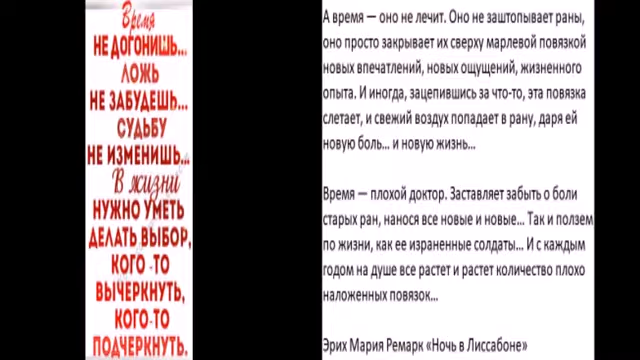 Время
НЕ ДОГОНИШЬ...
ЛОЖЬ
НЕ ЗАБУДЕШЬ...
СУДЬБУ
НЕ ИЗМЕНИШЬ...
В жизни
НУЖНО УМЕТЬ
ДЕЛАТЬ ВЫБОР,
КОГО -ТО
ВЫЧЕРКНУТЬ,
КОГО-ТО
ПОДЧЕРКНУТЬ.
А время — оно не лечит. Оно не заштопывает раны,
оно просто закрывает их сверху марлевой повязкой
новых впечатлений, новых ощущений, жизненного
опыта. И иногда, зацепившись за что-то, эта повязка
слетает, и свежий воздух попадает в рану, даря ей
новую боль... и новую жизнь...
Время — плохой доктор. Заставляет забыть о боли
старых ран, нанося все новые и новые... Так и ползем
по жизни, как ее израненные солдаты... И с каждым
годом на душе все растет и растет количество плохо
наложенных повязок...
Эрих Мария Ремарк «Ночь в Лиссабоне»